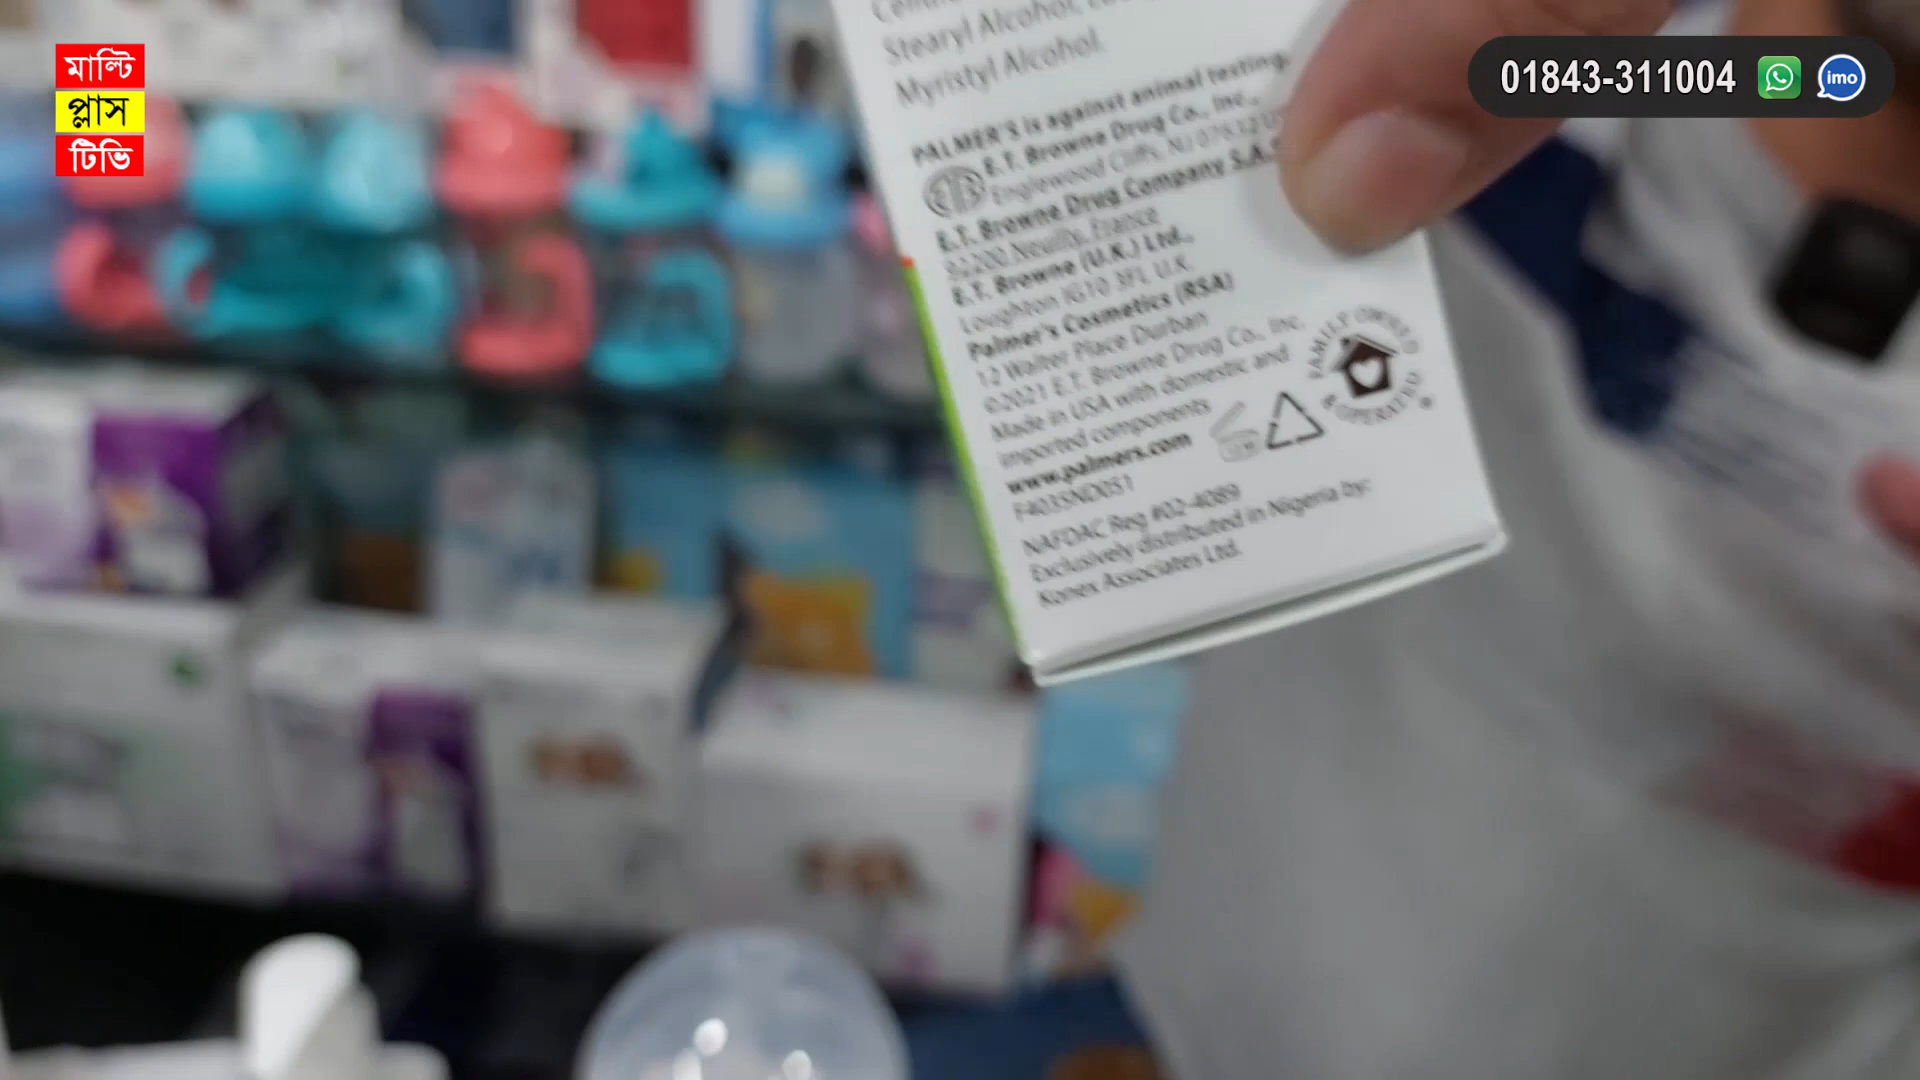 মাল্টি
প্লাস
টিভি
01843-311004
imo
Stearyl Alcohol,
Myristyl Alcohol.
PALMER'S is against animal testing.
E.T. Browne Drug Co., Inc.,
Englewood Cliffs, NJ 07632 U
E.T. Browne Drug Company S.A.
92200 Neuilly, France
E.T. Browne (U.K.) Ltd.,
Loughton IG10 3FL U.K.
Palmer's Cosmetics (RSA)
12 Walter Place Durban
©2021 E.T. Browne Drug Co., Inc.
Made in USA with domestic and
imported components
www.palmers.com
F4035ND051
NAFDAC Reg #02-4089
Exclusively distributed in Nigeria by:
Konex Associates Ltd.
FAMILY OWNED
& OPERATED